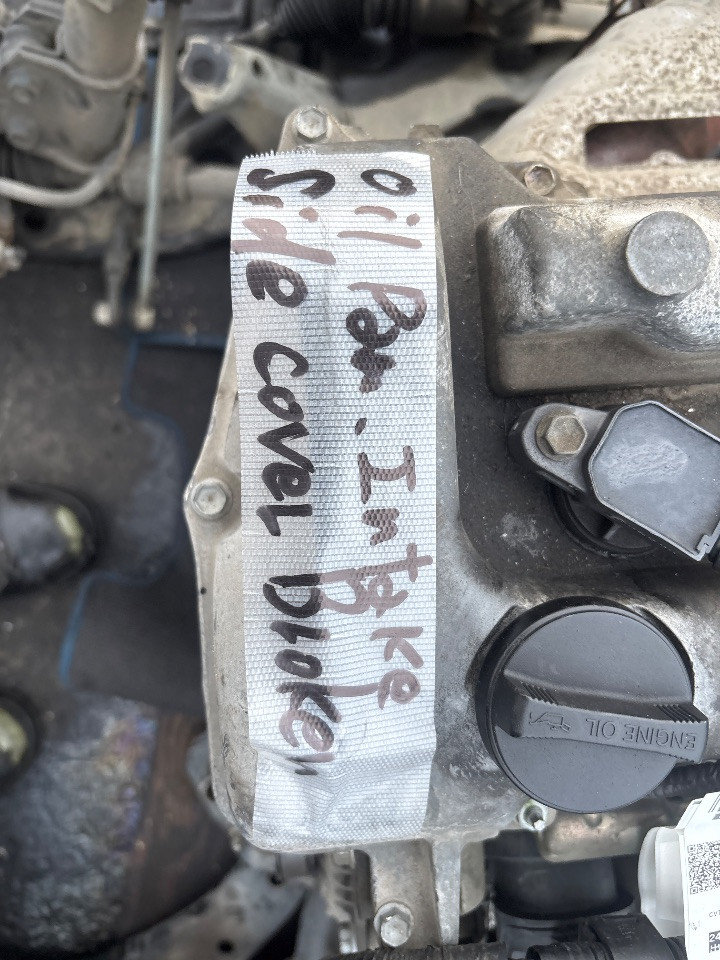 oil Pan. Intake
Side cover broken
ENGINE OIL